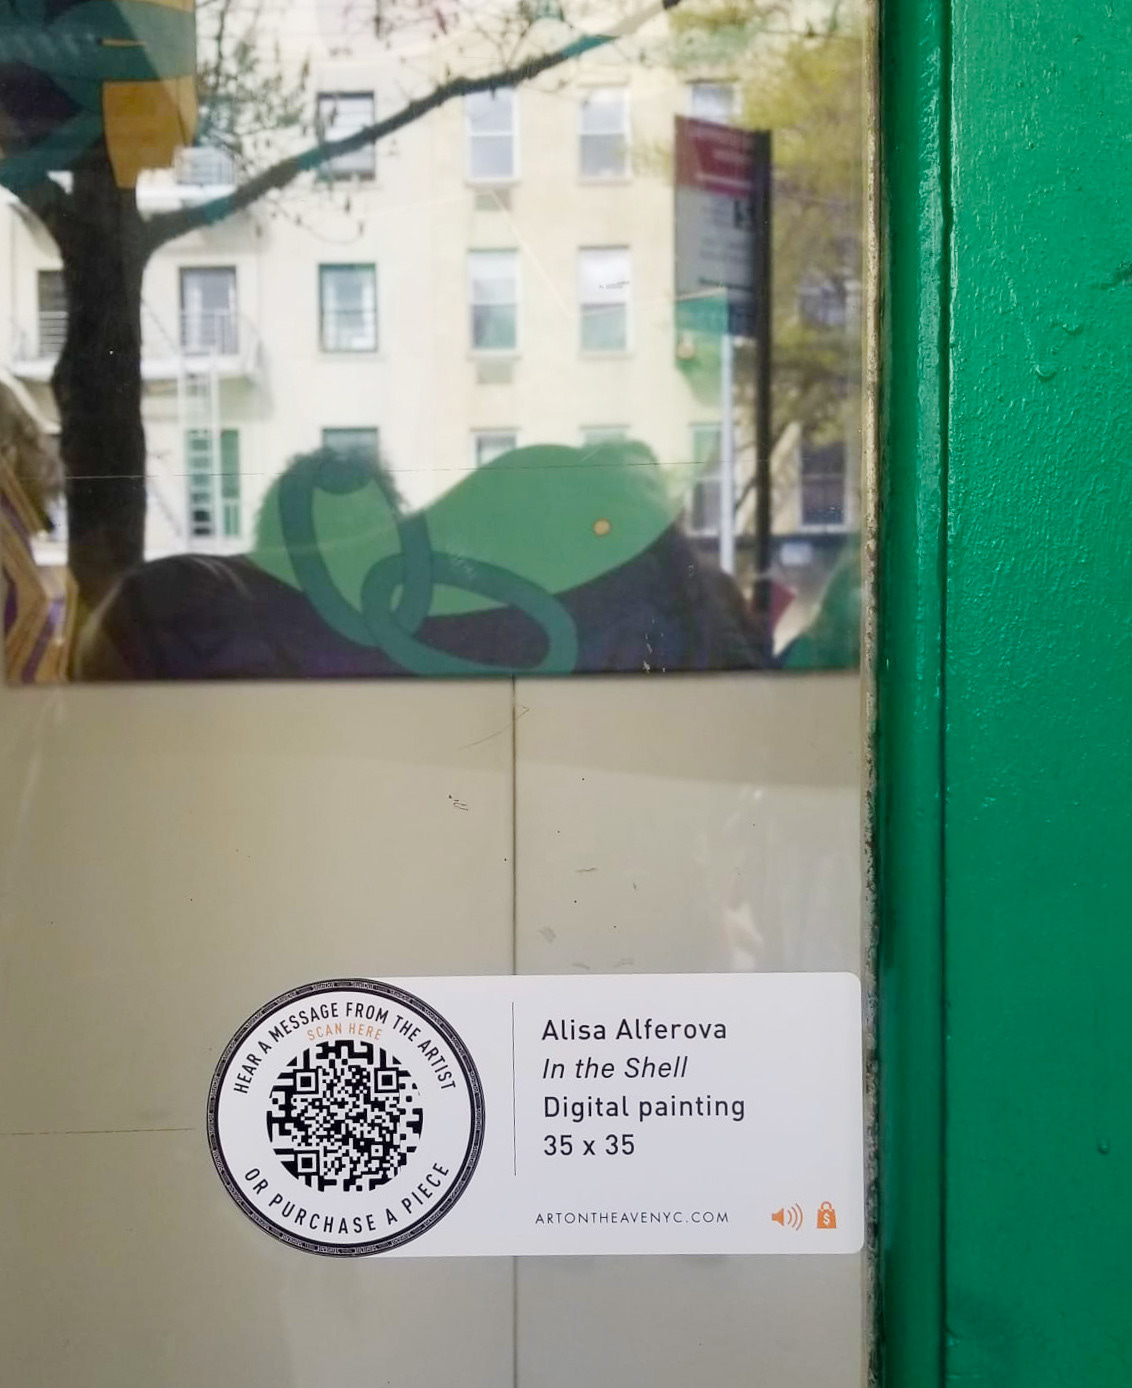 HEAR A MESSAGE FROM THE ARTIST
SCAN HERE
OR PURCHASE A PIECE
Alisa Alferova
In the Shell
Digital painting
35 x 35
ARTONTHEAVENYC.COM
$